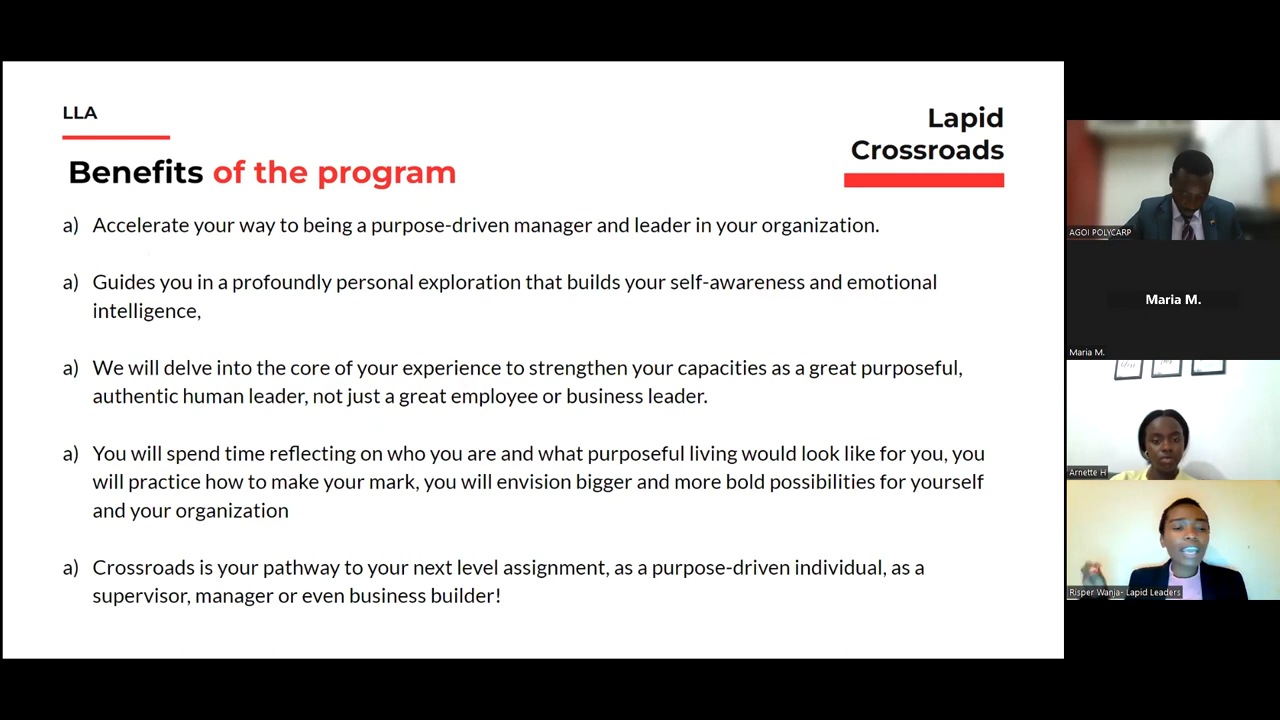 LLA
Lapid
Crossroads
Benefits of the program
a) Accelerate your way to being a purpose-driven manager and leader in your organization.
a) Guides you in a profoundly personal exploration that builds your self-awareness and emotional
intelligence,
a) We will delve into the core of your experience to strengthen your capacities as a great purposeful,
authentic human leader, not just a great employee or business leader.
a) You will spend time reflecting on who you are and what purposeful living would look like for you, you
will practice how to make your mark, you will envision bigger and more bold possibilities for yourself
and your organization
a) Crossroads is your pathway to your next level assignment, as a purpose-driven individual, as a
supervisor, manager or even business builder!
AGOI POLYCARP
Maria M.
Maria M.
Arnette H
Risper Wanja- Lapid Leaders